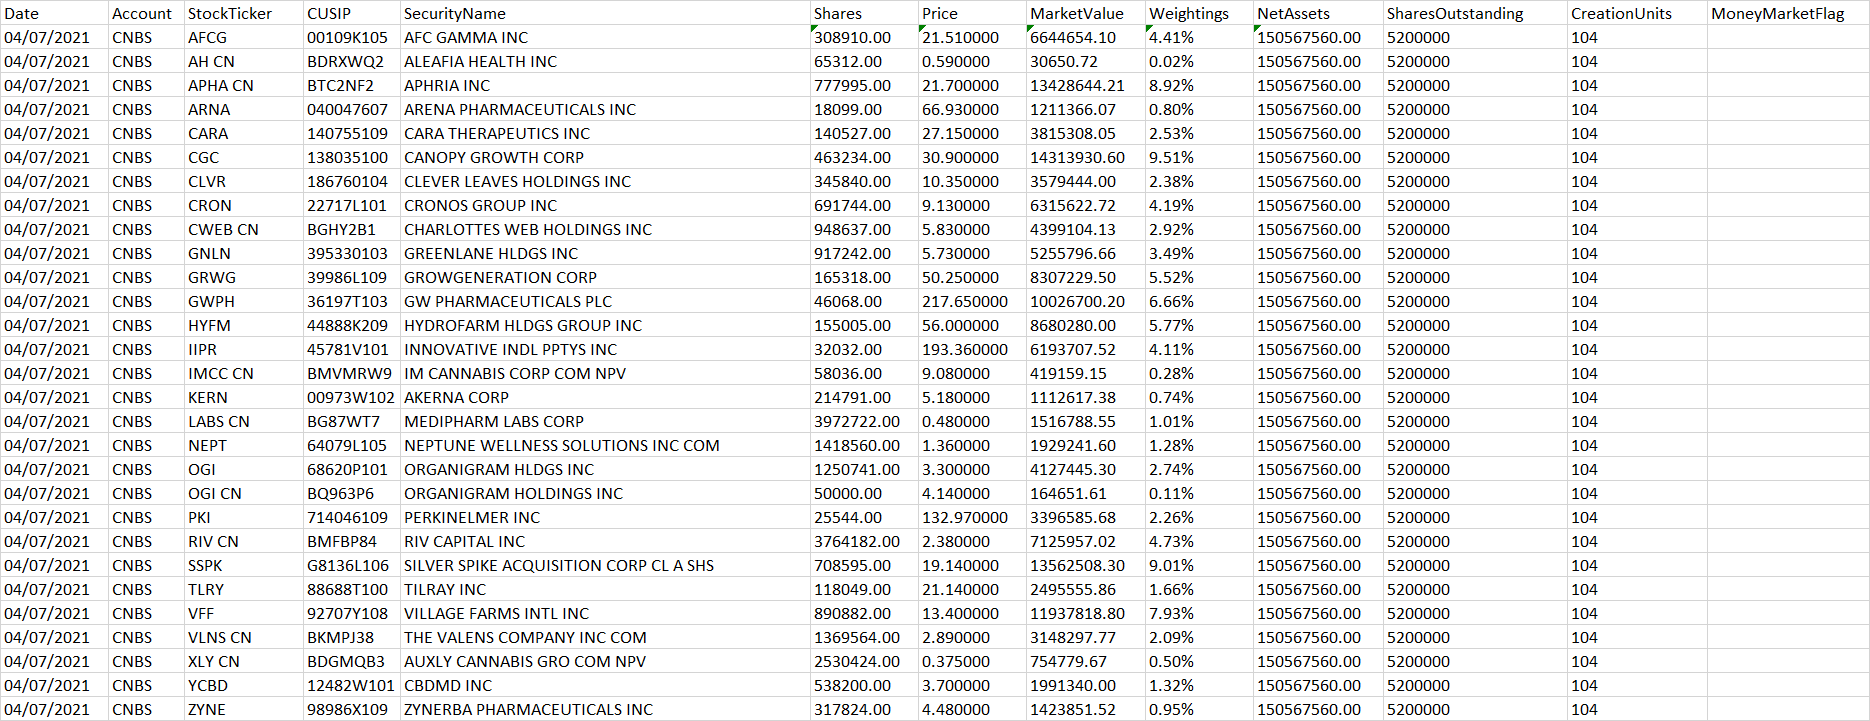 Date Account StockTicker CUSIP SecurityName Shares Price MarketValue Weightings NetAssets SharesOutstanding CreationUnits MoneyMarketFlag
04/07/2021 CNBS AFCG 00109K105 AFC GAMMA INC 308910.00 21.510000 6644654.10 4.41% 150567560.00 5200000 104
04/07/2021 CNBS AH CN BDRXWQ2 ALEAFIA HEALTH INC 65312.00 0.590000 30650.72 0.02% 150567560.00 5200000 104
04/07/2021 CNBS APHA CN BTC2NF2 APHRIA INC 777995.00 21.700000 13428644.21 8.92% 150567560.00 5200000 104
04/07/2021 CNBS ARNA 040047607 ARENA PHARMACEUTICALS INC 18099.00 66.930000 1211366.07 0.80% 150567560.00 5200000 104
04/07/2021 CNBS CARA 140755109 CARA THERAPEUTICS INC 140527.00 27.150000 3815308.05 2.53% 150567560.00 5200000 104
04/07/2021 CNBS CGC 138035100 CANOPY GROWTH CORP 463234.00 30.900000 14313930.60 9.51% 150567560.00 5200000 104
04/07/2021 CNBS CLVR 186760104 CLEVER LEAVES HOLDINGS INC 345840.00 10.350000 3579444.00 2.38% 150567560.00 5200000 104
04/07/2021 CNBS CRON 22717L101 CRONOS GROUP INC 691744.00 9.130000 6315622.72 4.19% 150567560.00 5200000 104
04/07/2021 CNBS CWEB CN BGHY2B1 CHARLOTTES WEB HOLDINGS INC 948637.00 5.830000 4399104.13 2.92% 150567560.00 5200000 104
04/07/2021 CNBS GNLN 395330103 GREENLANE HLDGS INC 917242.00 5.730000 5255796.66 3.49% 150567560.00 5200000 104
04/07/2021 CNBS GRWG 39986L109 GROWGENERATION CORP 165318.00 50.250000 8307229.50 5.52% 150567560.00 5200000 104
04/07/2021 CNBS GWPH 36197T103 GW PHARMACEUTICALS PLC 46068.00 217.650000 10026700.20 6.66% 150567560.00 5200000 104
04/07/2021 CNBS HYFM 44888K209 HYDROFARM HLDGS GROUP INC 155005.00 56.000000 8680280.00 5.77% 150567560.00 5200000 104
04/07/2021 CNBS IIPR 45781V101 INNOVATIVE INDL PPTYS INC 32032.00 193.360000 6193707.52 4.11% 150567560.00 5200000 104
04/07/2021 CNBS IMCC CN BMVMRW9 IM CANNABIS CORP COM NPV 58036.00 9.080000 419159.15 0.28% 150567560.00 5200000 104
04/07/2021 CNBS KERN 00973W102 AKERNA CORP 214791.00 5.180000 1112617.38 0.74% 150567560.00 5200000 104
04/07/2021 CNBS LABS CN BG87WT7 MEDIPHARM LABS CORP 3972722.00 0.480000 1516788.55 1.01% 150567560.00 5200000 104
04/07/2021 CNBS NEPT 64079L105 NEPTUNE WELLNESS SOLUTIONS INC COM 1418560.00 1.360000 1929241.60 1.28% 150567560.00 5200000 104
04/07/2021 CNBS OGI 68620P101 ORGANIGRAM HLDGS INC 1250741.00 3.300000 4127445.30 2.74% 150567560.00 5200000 104
04/07/2021 CNBS OGI CN BQ963P6 ORGANIGRAM HOLDINGS INC 50000.00 4.140000 164651.61 0.11% 150567560.00 5200000 104
04/07/2021 CNBS PKI 714046109 PERKINELMER INC 25544.00 132.970000 3396585.68 2.26% 150567560.00 5200000 104
04/07/2021 CNBS RIV CN BMFBP84 RIV CAPITAL INC 3764182.00 2.380000 7125957.02 4.73% 150567560.00 5200000 104
04/07/2021 CNBS SSPK G8136L106 SILVER SPIKE ACQUISITION CORP CL A SHS 708595.00 19.140000 13562508.30 9.01% 150567560.00 5200000 104
04/07/2021 CNBS TLRY 88688T100 TILRAY INC 118049.00 21.140000 2495555.86 1.66% 150567560.00 5200000 104
04/07/2021 CNBS VFF 92707Y108 VILLAGE FARMS INTL INC 890882.00 13.400000 11937818.80 7.93% 150567560.00 5200000 104
04/07/2021 CNBS VLNS CN BKMPJ38 THE VALENS COMPANY INC COM 1369564.00 2.890000 3148297.77 2.09% 150567560.00 5200000 104
04/07/2021 CNBS XLY CN BDGMQB3 AUXLY CANNABIS GRO COM NPV 2530424.00 0.375000 754779.67 0.50% 150567560.00 5200000 104
04/07/2021 CNBS YCBD 12482W101 CBDMD INC 538200.00 3.700000 1991340.00 1.32% 150567560.00 5200000 104
04/07/2021 CNBS ZYNE 98986X109 ZYNERBA PHARMACEUTICALS INC 317824.00 4.480000 1423851.52 0.95% 150567560.00 5200000 104